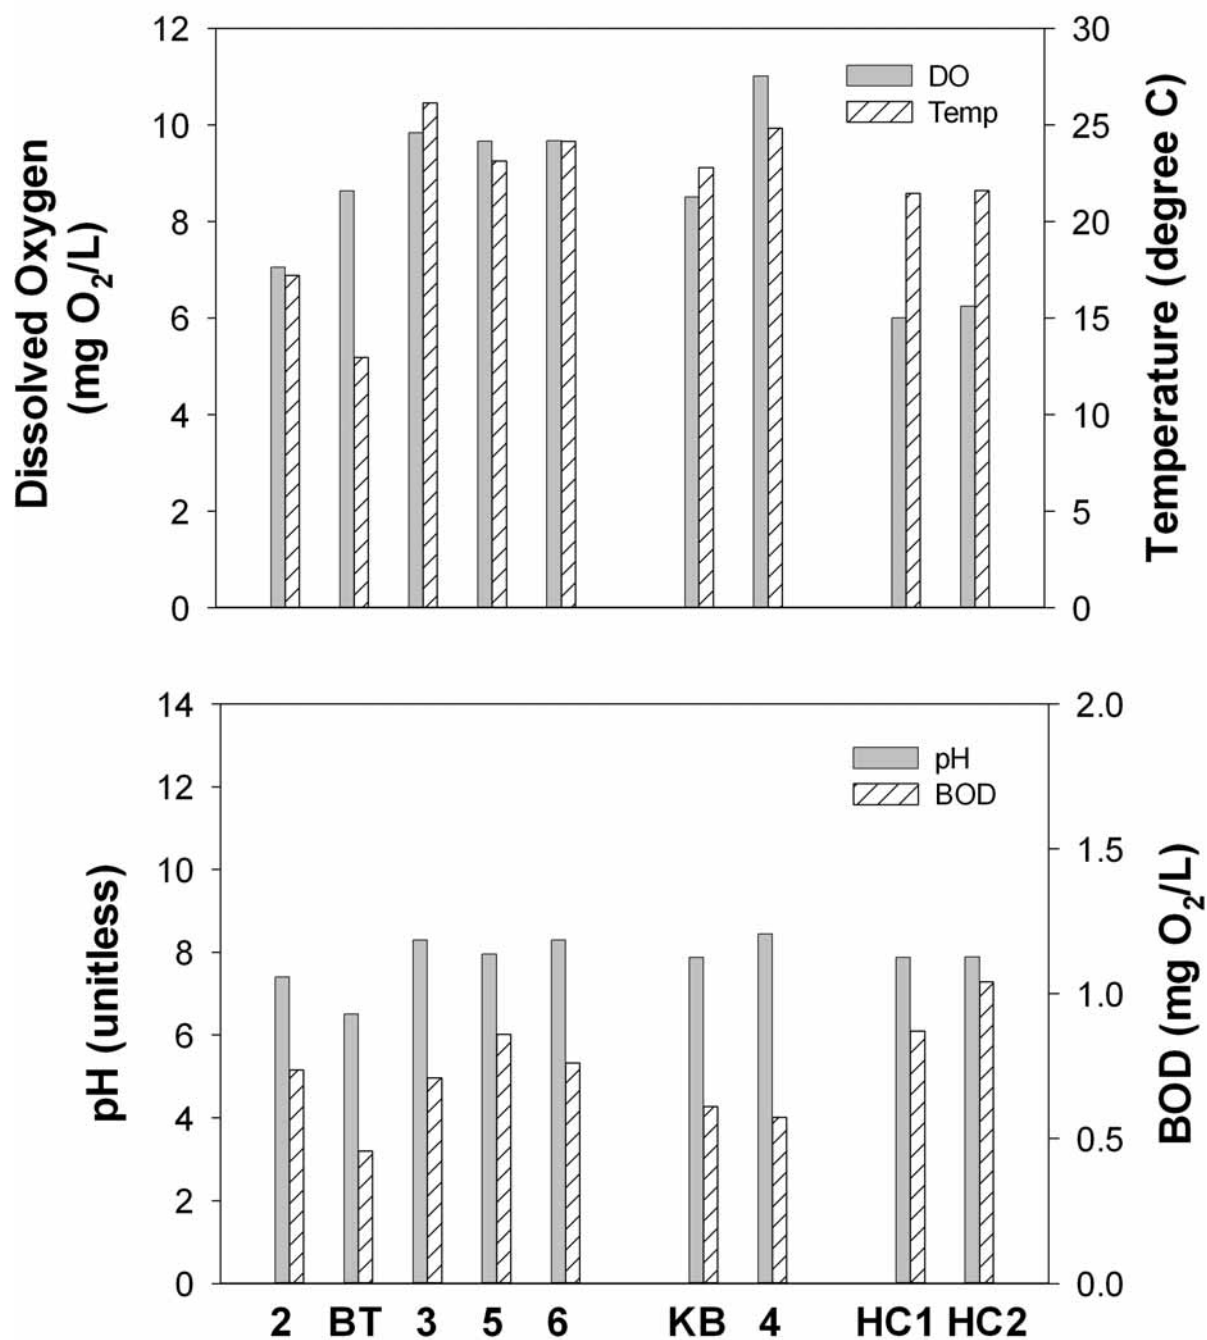 Dissolved Oxygen
(mg O₂/L)
12
10
8
6
4
2
0
DO
Temp
30
25
20
15
10
5
0
Temperature (degree C)
pH (unitless)
14
12
10
8
6
4
2
0
pH
BOD
2.0
1.5
1.0
0.5
0.0
BOD (mg O₂/L)
2 BT 3 5 6 KB 4 HC1 HC2